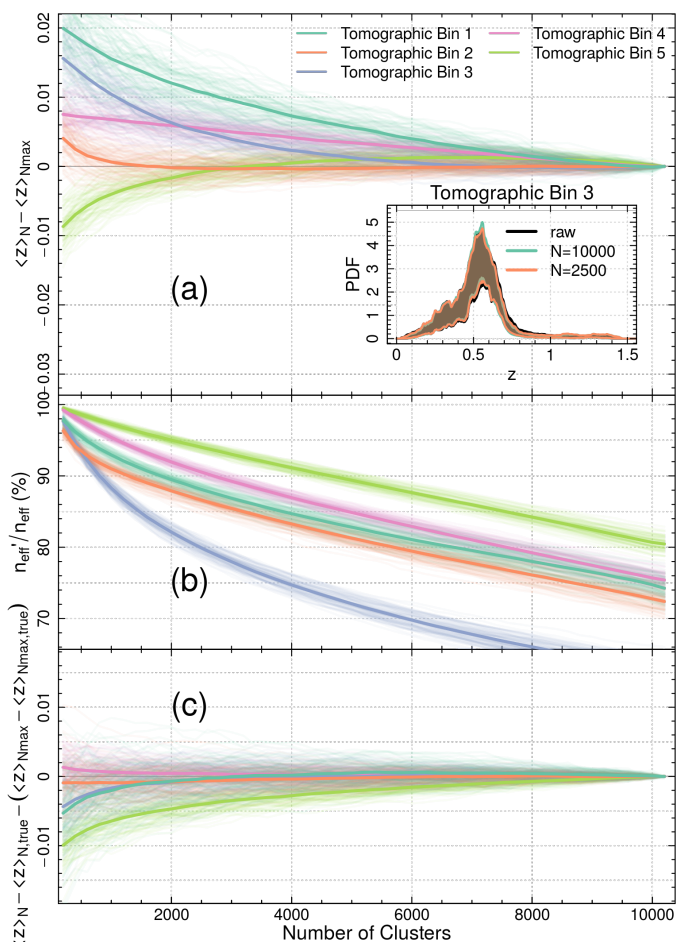 0.02
0.01
0
−0.01
−0.02
−0.03
⟨z⟩N − ⟨z⟩Nmax
Tomographic Bin 1
Tomographic Bin 2
Tomographic Bin 3
Tomographic Bin 4
Tomographic Bin 5
(a)
Tomographic Bin 3
PDF
5
4
3
2
1
0
raw
N=10000
N=2500
0 0.5 1 1.5
z
100
90
80
70
neff'/neff (%)
(b)
0.01
0
−0.01
⟨z⟩N − ⟨z⟩N,true − (⟨z⟩Nmax − ⟨z⟩Nmax,true)
(c)
2000 4000 6000 8000 10000
Number of Clusters